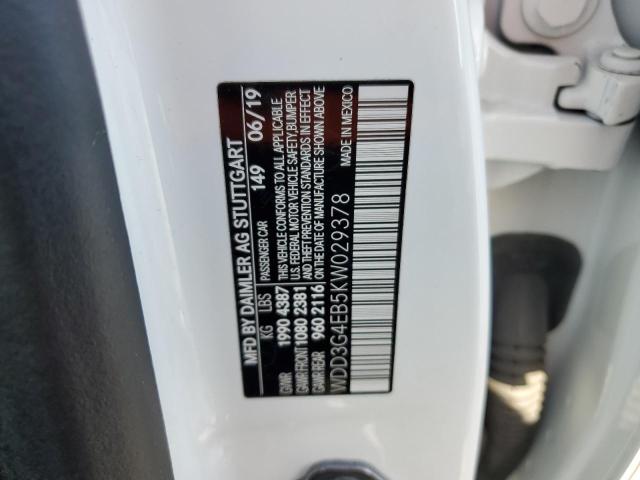 MFD BY DAIMLER AG STUTTGART
PASSENGER CAR 149 06/19
KG LBS
GVWR 1990 4387
GAWR FRONT 1080 2381
GAWR REAR 960 2116
THIS VEHICLE CONFORMS TO ALL APPLICABLE
U.S. FEDERAL MOTOR VEHICLE SAFETY, BUMPER
AND THEFT PREVENTION STANDARDS IN EFFECT
ON THE DATE OF MANUFACTURE SHOWN ABOVE
WDD3G4EB5KW029378
MADE IN MEXICO